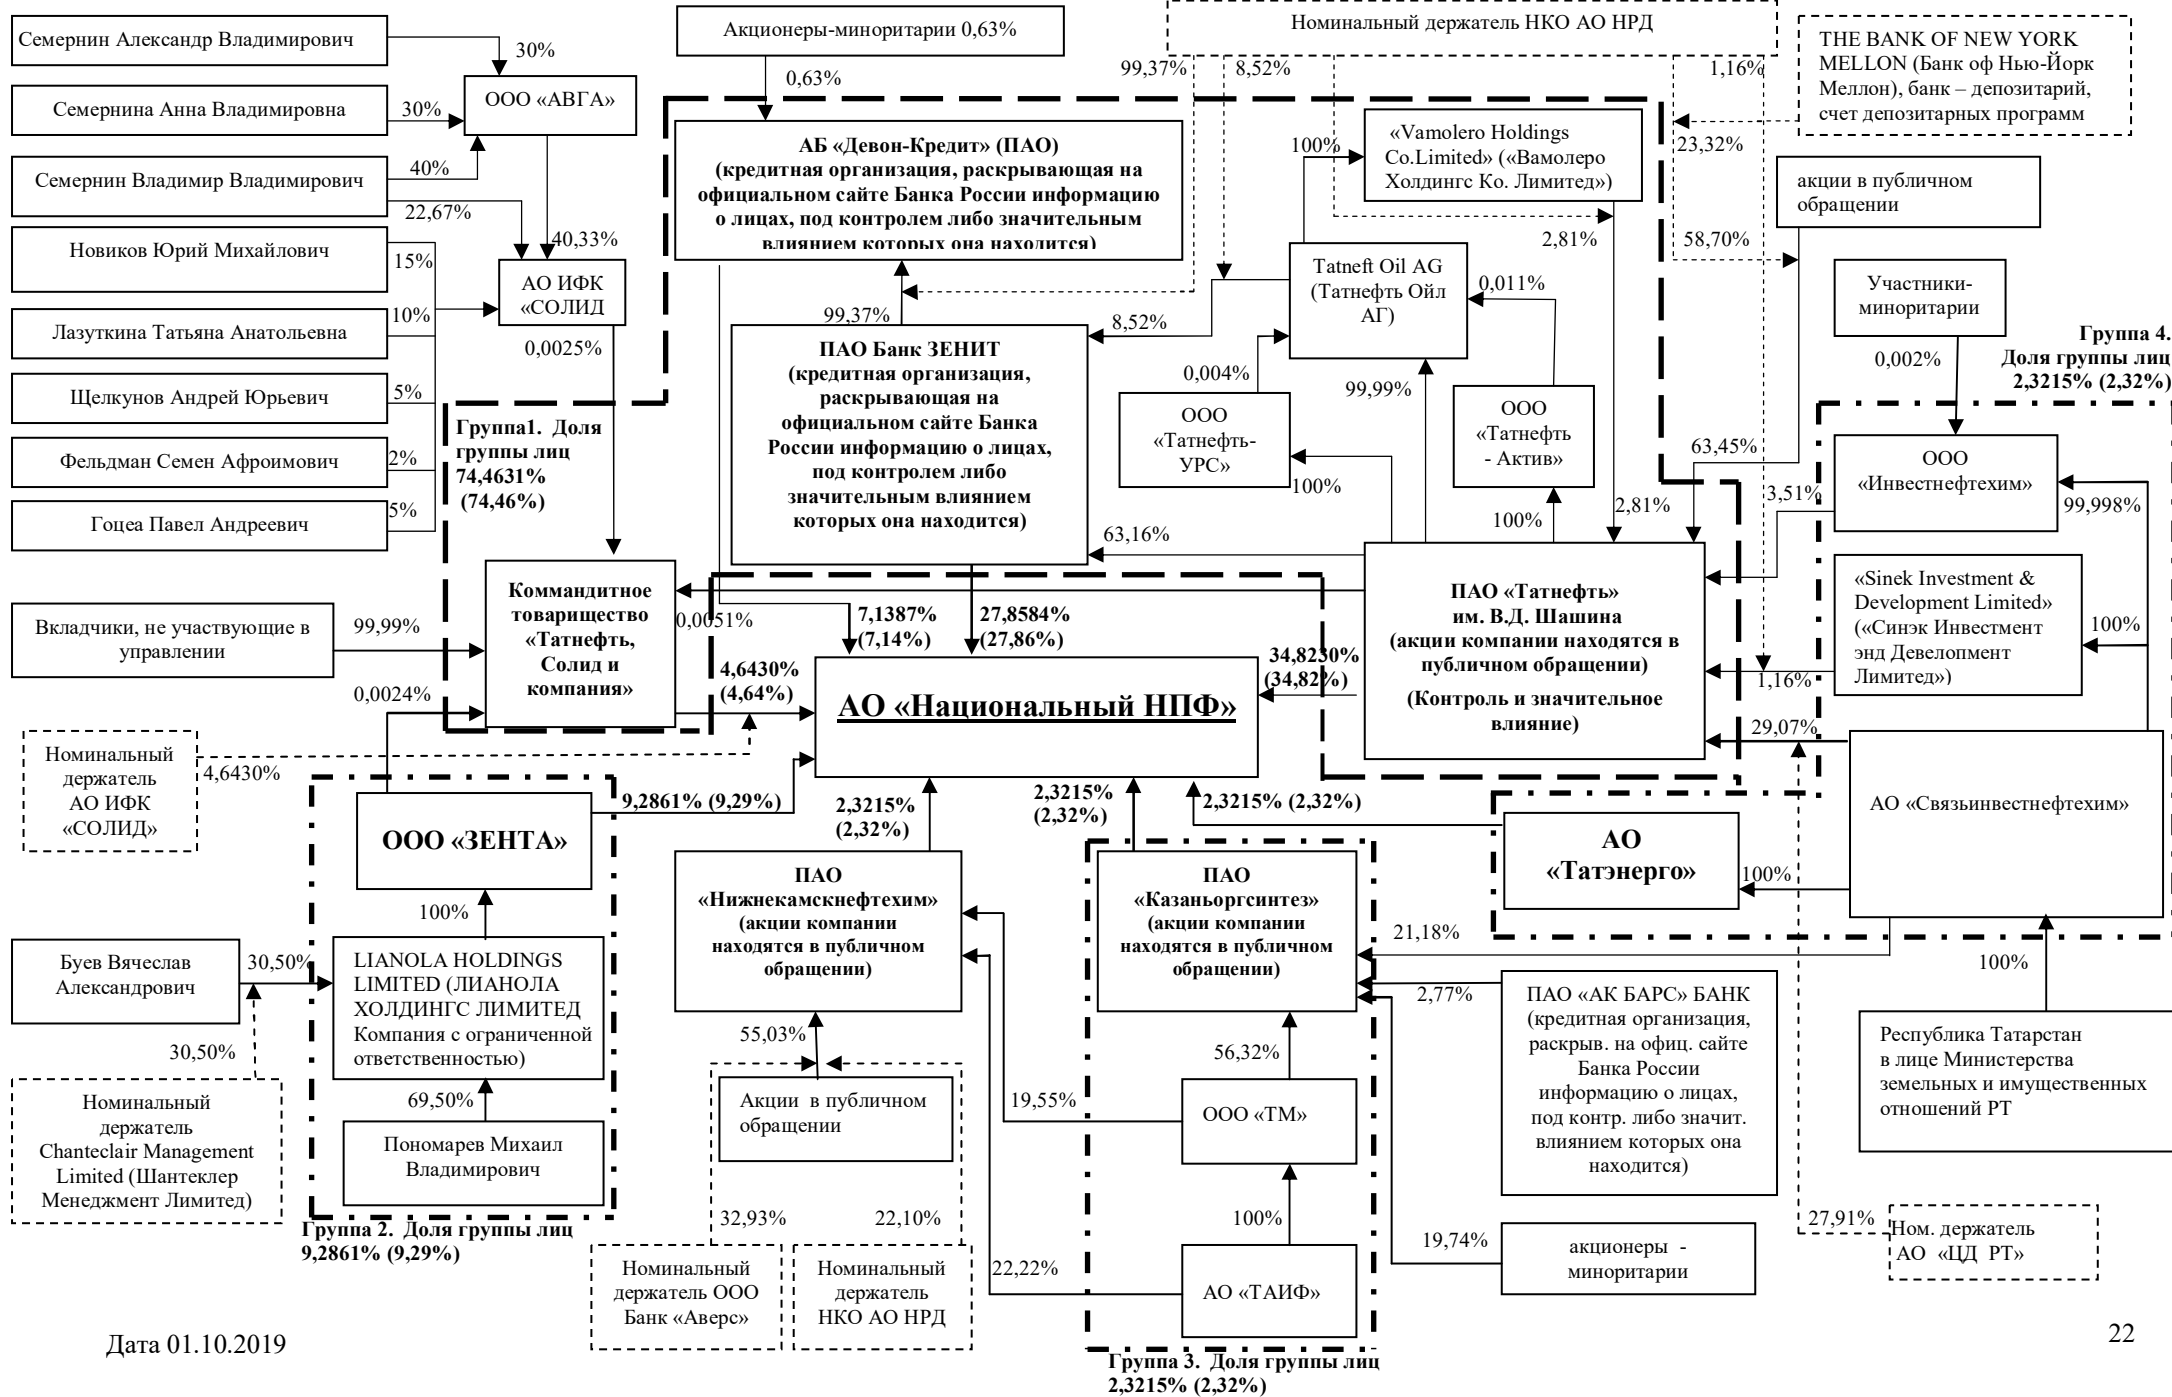 Семернин Александр Владимирович
30%
Семернина Анна Владимировна
30%
ООО «АВГА»
Семернин Владимир Владимирович
40%
22,67%
40,33%
Новиков Юрий Михайлович
15%
АО ИФК
«СОЛИД
Лазуткина Татьяна Анатольевна
10%
0,0025%
Щелкунов Андрей Юрьевич
5%
Фельдман Семен Афроимович
2%
Гоцеа Павел Андреевич
5%
Акционеры-миноритарии 0,63%
0,63%
Номинальный держатель НКО АО НРД
99,37%
8,52%
1,16%
THE BANK OF NEW YORK
MELLON (Банк оф Нью-Йорк
Меллон), банк – депозитарий,
счет депозитарных программ
23,32%
АБ «Девон-Кредит» (ПАО)
(кредитная организация, раскрывающая на
официальном сайте Банка России информацию
о лицах, под контролем либо значительным
влиянием которых она находится)
100%
«Vamolero Holdings
Co.Limited» («Вамолеро
Холдингс Ко. Лимитед»)
2,81%
58,70%
акции в публичном
обращении
Tatneft Oil AG
(Татнефть Ойл
АГ)
0,011%
Участники-
миноритарии
0,002%
Группа 4.
Доля группы лиц
2,3215% (2,32%)
99,37%
8,52%
ПАО Банк ЗЕНИТ
(кредитная организация,
раскрывающая на
официальном сайте Банка
России информацию о лицах,
под контролем либо
значительным влиянием
которых она находится)
0,004%
99,99%
ООО
«Татнефть-
УРС»
100%
ООО
«Татнефть
- Актив»
100%
63,45%
2,81%
3,51%
63,16%
ООО
«Инвестнефтехим»
99,998%
Группа1.  Доля
группы лиц
74,4631%
(74,46%)
Коммандитное
товарищество
«Татнефть,
Солид и
компания»
0,0051%
Вкладчики, не участвующие в
управлении
99,99%
0,0024%
7,1387%
(7,14%)
27,8584%
(27,86%)
34,8230%
(34,82%)
4,6430%
(4,64%)
АО «Национальный НПФ»
ПАО «Татнефть»
им. В.Д. Шашина
(акции компании находятся в
публичном обращении)
(Контроль и значительное
влияние)
«Sinek Investment &
Development Limited»
(«Синэк Инвестмент
энд Девелопмент
Лимитед»)
100%
1,16%
29,07%
АО «Связьинвестнефтехим»
Номинальный
держатель
АО ИФК
«СОЛИД»
4,6430%
ООО «ЗЕНТА»
9,2861% (9,29%)
2,3215%
(2,32%)
2,3215%
(2,32%)
2,3215% (2,32%)
АО
«Татэнерго»
100%
100%
ПАО
«Нижнекамскнефтехим»
(акции компании
находятся в публичном
обращении)
ПАО
«Казаньоргсинтез»
(акции компании
находятся в публичном
обращении)
21,18%
100%
Буев Вячеслав
Александрович
30,50%
LIANOLA HOLDINGS
LIMITED (ЛИАНОЛА
ХОЛДИНГС ЛИМИТЕД
Компания с ограниченной
ответственностью)
30,50%
69,50%
Номинальный
держатель
Chanteclair Management
Limited (Шантеклер
Менеджмент Лимитед)
Пономарев Михаил
Владимирович
Группа 2.  Доля группы лиц
9,2861% (9,29%)
55,03%
Акции  в публичном
обращении
32,93%
22,10%
Номинальный
держатель ООО
Банк «Аверс»
Номинальный
держатель
НКО АО НРД
19,55%
22,22%
56,32%
ООО «ТМ»
100%
АО «ТАИФ»
Группа 3.  Доля группы лиц
2,3215% (2,32%)
2,77%
ПАО «АК БАРС» БАНК
(кредитная организация,
раскрыв. на офиц. сайте
Банка России
информацию о лицах,
под контр. либо значит.
влиянием которых она
находится)
19,74%
акционеры  -
миноритарии
Республика Татарстан
в лице Министерства
земельных и имущественных
отношений РТ
27,91%
Ном. держатель
АО  «ЦД  РТ»
Дата 01.10.2019
22